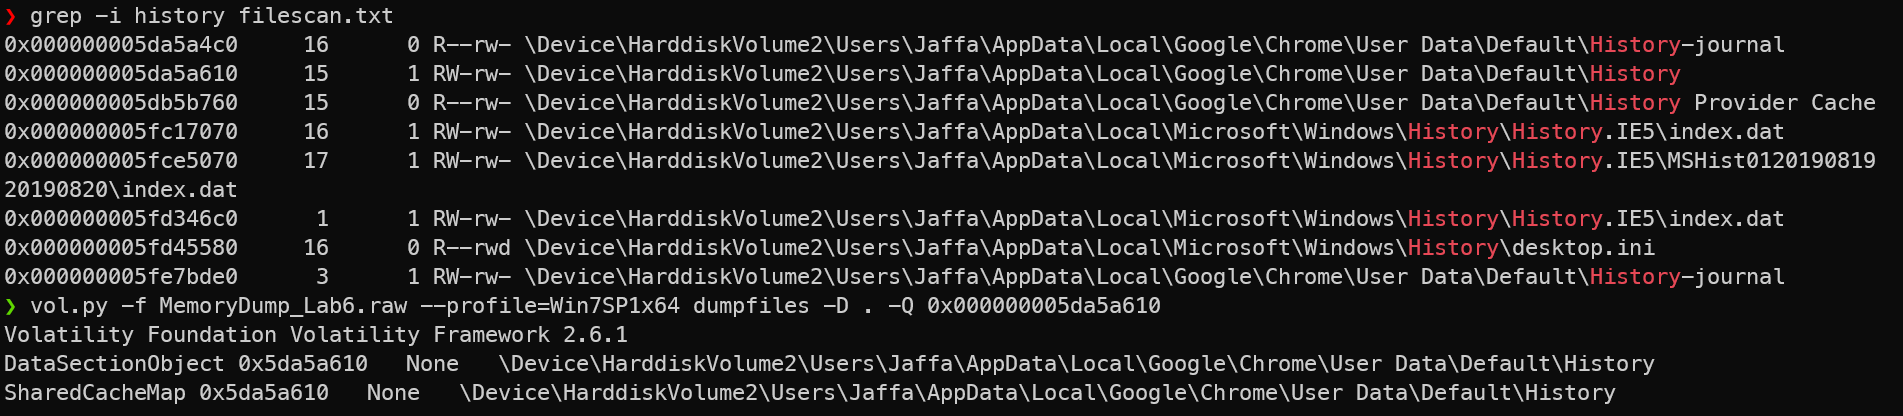 ❯ grep -i history filescan.txt
0x000000005da5a4c0     16      0 R--rw- \Device\HarddiskVolume2\Users\Jaffa\AppData\Local\Google\Chrome\User Data\Default\History-journal
0x000000005da5a610     15      1 RW-rw- \Device\HarddiskVolume2\Users\Jaffa\AppData\Local\Google\Chrome\User Data\Default\History
0x000000005db5b760     15      0 R--rw- \Device\HarddiskVolume2\Users\Jaffa\AppData\Local\Google\Chrome\User Data\Default\History Provider Cache
0x000000005fc17070     16      1 RW-rw- \Device\HarddiskVolume2\Users\Jaffa\AppData\Local\Microsoft\Windows\History\History.IE5\index.dat
0x000000005fce5070     17      1 RW-rw- \Device\HarddiskVolume2\Users\Jaffa\AppData\Local\Microsoft\Windows\History\History.IE5\MSHist0120190819
20190820\index.dat
0x000000005fd346c0      1      1 RW-rw- \Device\HarddiskVolume2\Users\Jaffa\AppData\Local\Microsoft\Windows\History\History.IE5\index.dat
0x000000005fd45580     16      0 R--rwd \Device\HarddiskVolume2\Users\Jaffa\AppData\Local\Microsoft\Windows\History\desktop.ini
0x000000005fe7bde0      3      1 RW-rw- \Device\HarddiskVolume2\Users\Jaffa\AppData\Local\Google\Chrome\User Data\Default\History-journal
❯ vol.py -f MemoryDump_Lab6.raw --profile=Win7SP1x64 dumpfiles -D . -Q 0x000000005da5a610
Volatility Foundation Volatility Framework 2.6.1
DataSectionObject 0x5da5a610   None   \Device\HarddiskVolume2\Users\Jaffa\AppData\Local\Google\Chrome\User Data\Default\History
SharedCacheMap 0x5da5a610   None   \Device\HarddiskVolume2\Users\Jaffa\AppData\Local\Google\Chrome\User Data\Default\History